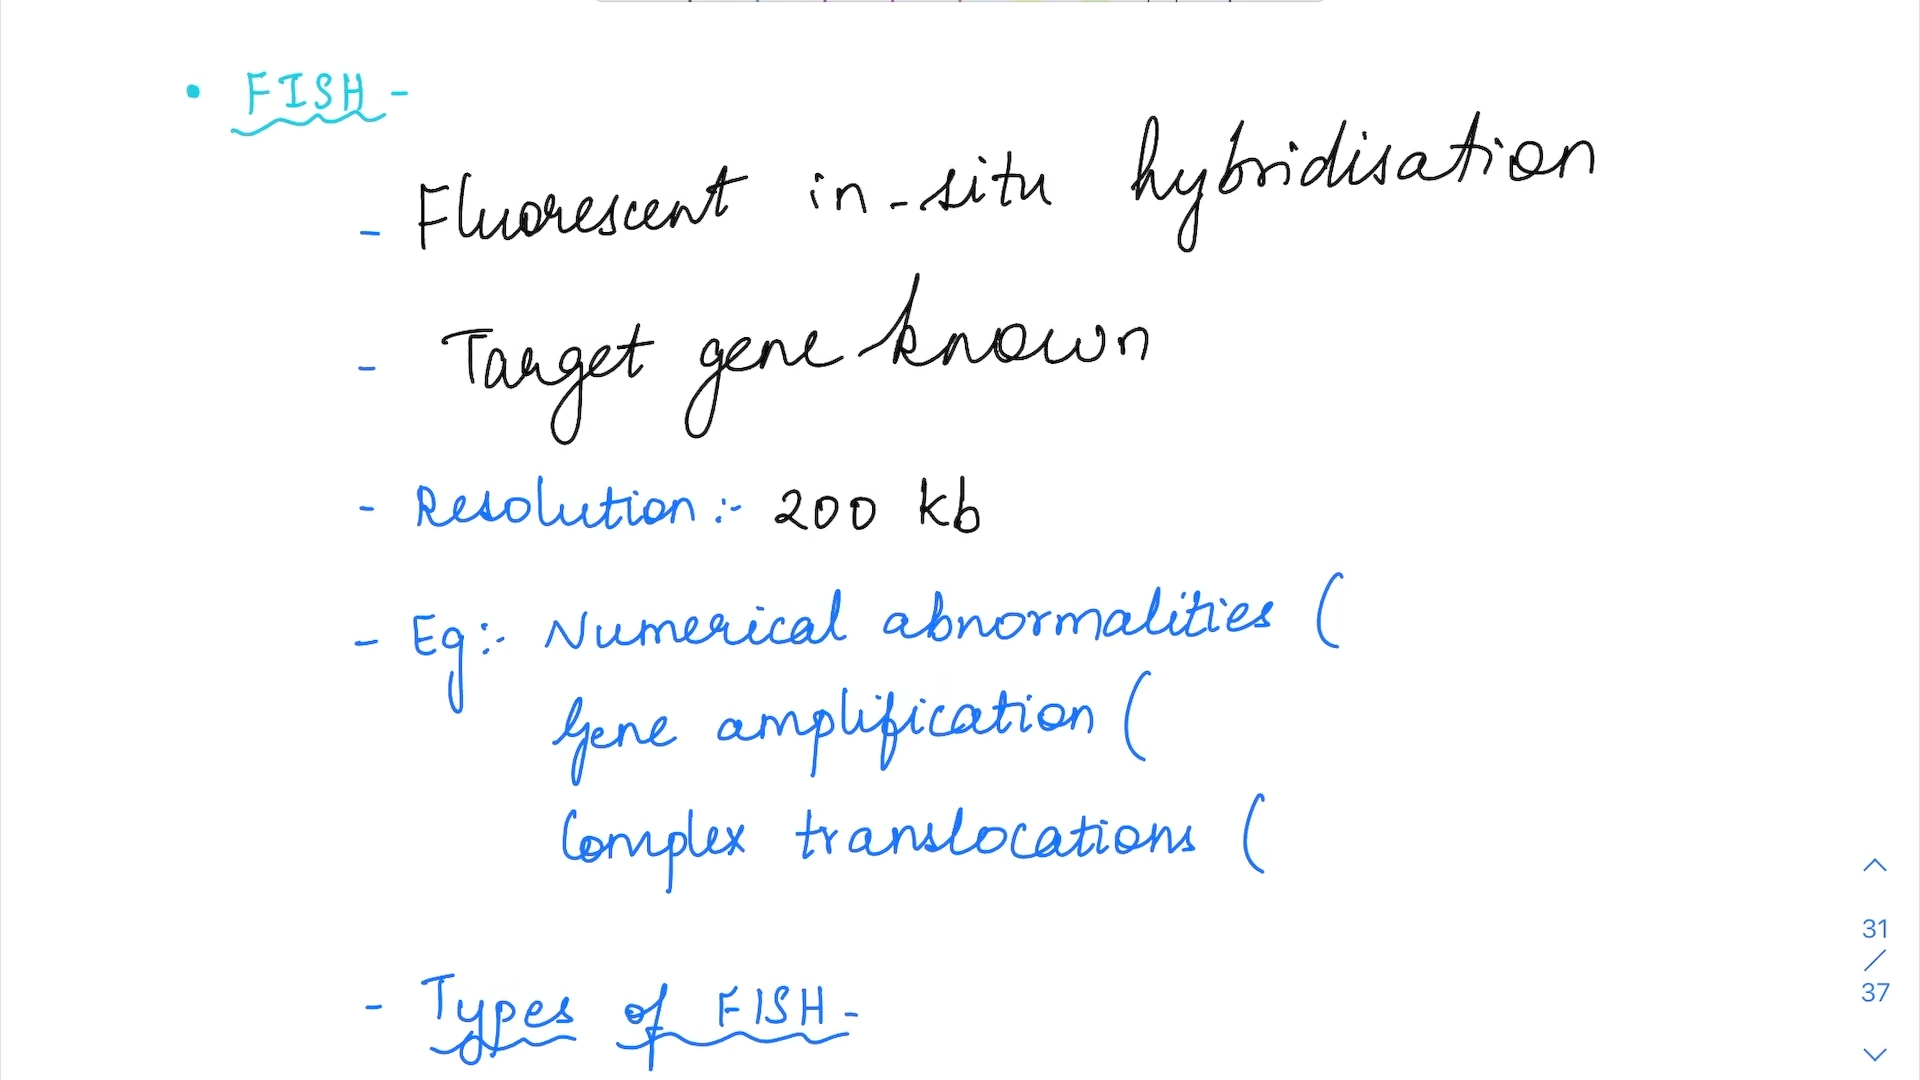 • FISH -
- Fluorescent in-situ hybridisation
- Target gene known
- Resolution :- 200 kb
- Eg :- Numerical abnormalities (
Gene amplification (
Complex translocations (
- Types of FISH -
31
/
37